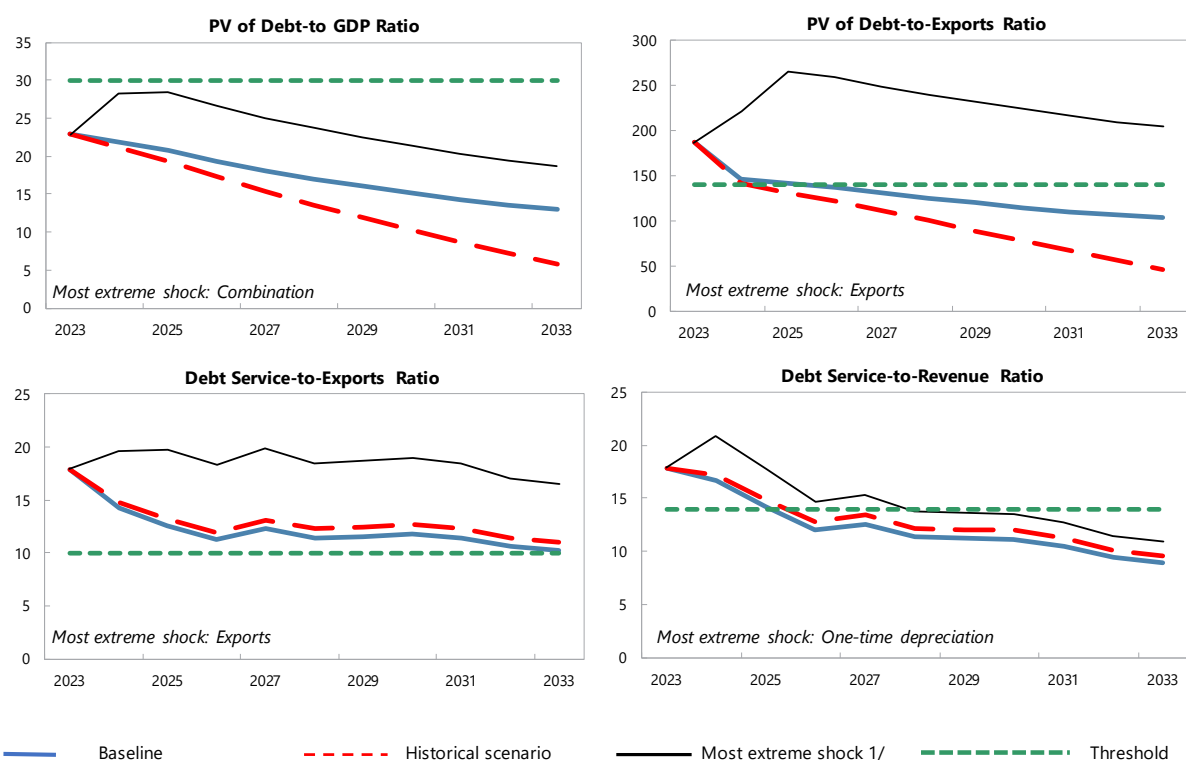 PV of Debt-to GDP Ratio
35
30
25
20
15
10
5
0
Most extreme shock: Combination
2023 2025 2027 2029 2031 2033
PV of Debt-to-Exports Ratio
300
250
200
150
100
50
0
Most extreme shock: Exports
2023 2025 2027 2029 2031 2033
Debt Service-to-Exports Ratio
25
20
15
10
5
0
Most extreme shock: Exports
2023 2025 2027 2029 2031 2033
Debt Service-to-Revenue Ratio
25
20
15
10
5
0
Most extreme shock: One-time depreciation
2023 2025 2027 2029 2031 2033
Baseline Historical scenario Most extreme shock 1/ Threshold